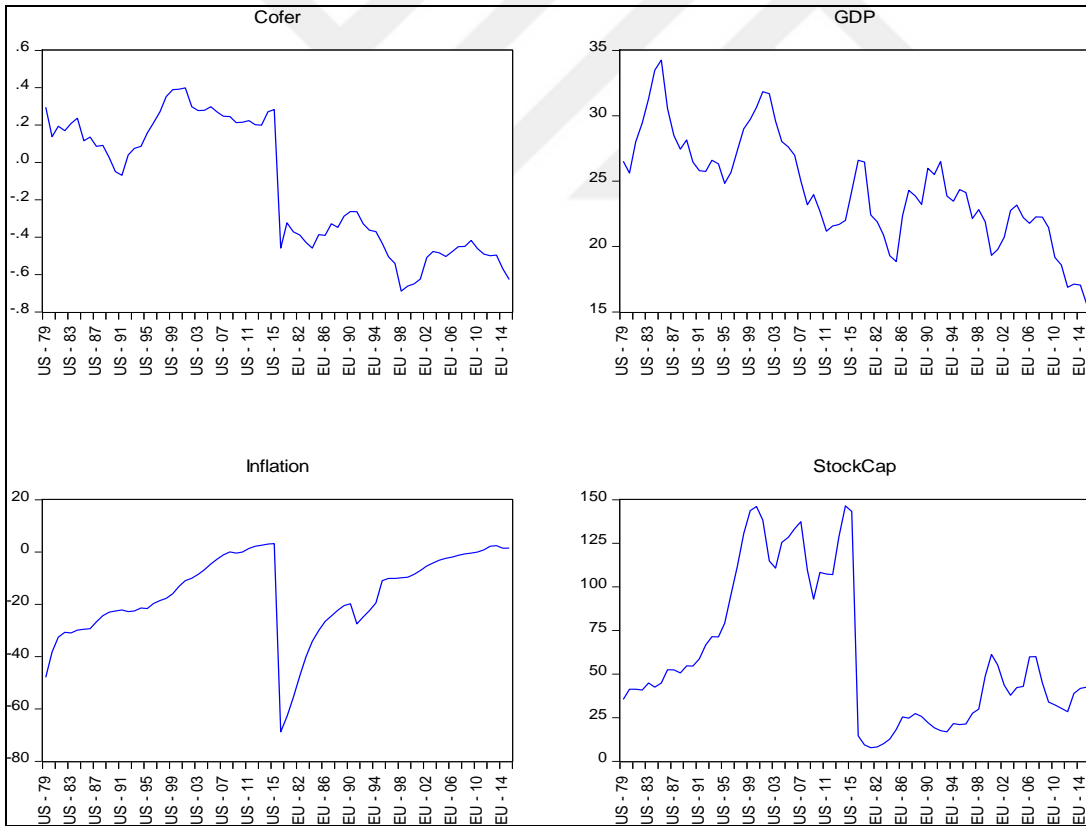 Cofer
.6
.4
.2
.0
-.2
-.4
-.6
-.8
US - 79
US - 83
US - 87
US - 91
US - 95
US - 99
US - 03
US - 07
US - 11
US - 15
EU - 82
EU - 86
EU - 90
EU - 94
EU - 98
EU - 02
EU - 06
EU - 10
EU - 14
GDP
35
30
25
20
15
US - 79
US - 83
US - 87
US - 91
US - 95
US - 99
US - 03
US - 07
US - 11
US - 15
EU - 82
EU - 86
EU - 90
EU - 94
EU - 98
EU - 02
EU - 06
EU - 10
EU - 14
Inflation
20
0
-20
-40
-60
-80
US - 79
US - 83
US - 87
US - 91
US - 95
US - 99
US - 03
US - 07
US - 11
US - 15
EU - 82
EU - 86
EU - 90
EU - 94
EU - 98
EU - 02
EU - 06
EU - 10
EU - 14
StockCap
150
125
100
75
50
25
0
US - 79
US - 83
US - 87
US - 91
US - 95
US - 99
US - 03
US - 07
US - 11
US - 15
EU - 82
EU - 86
EU - 90
EU - 94
EU - 98
EU - 02
EU - 06
EU - 10
EU - 14